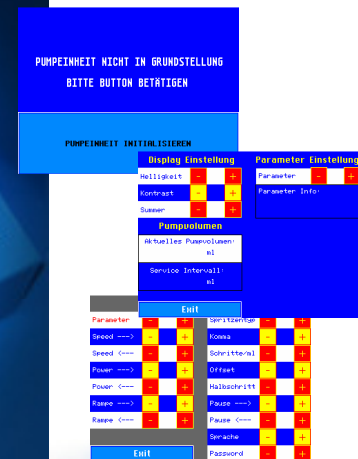 PUMPEINHEIT NICHT IN GRUNDSTELLUNG
BITTE BUTTON BETÄTIGEN
PUMPEINHEIT INITIALISIEREN
Display Einstellung
Helligkeit - +
Kontrast - +
Summer - +
Pumpvolumen
Aktuelles Pumpvolumen:
ml
Service Intervall:
ml
Parameter Einstellung
Parameter - +
Parameter Info:
Exit
Parameter - +
Speed ---> - +
Speed <--- - +
Power ---> - +
Power <--- - +
Rampe ---> - +
Rampe <--- - +
Exit
Spritzentyp - +
Komma - +
Schritte/ml - +
Offset - +
Halbschritt - +
Pause ---> - +
Pause <--- - +
Sprache - +
Password - +